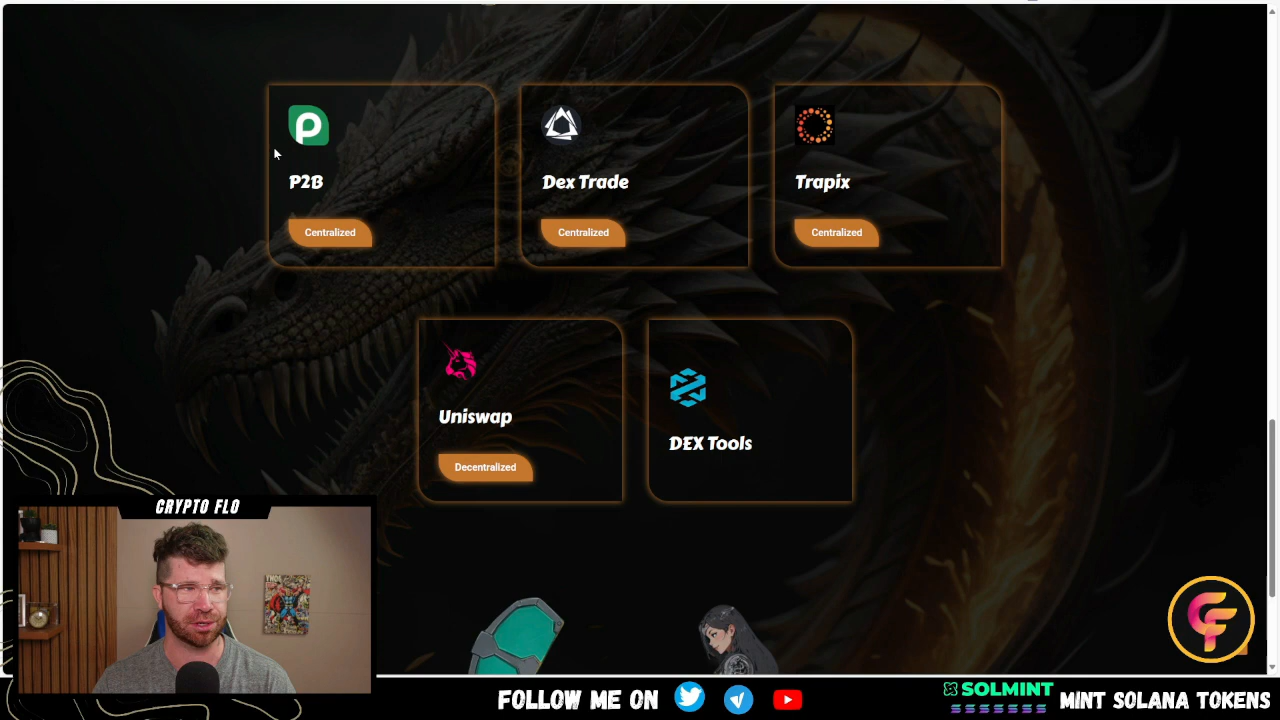 P2B
Dex Trade
Trapix
Centralized
Centralized
Centralized
Uniswap
DEX Tools
Decentralized
CRYPTO FLO
THOR
FOLLOW ME ON
SOLMINT
MINT SOLANA TOKENS